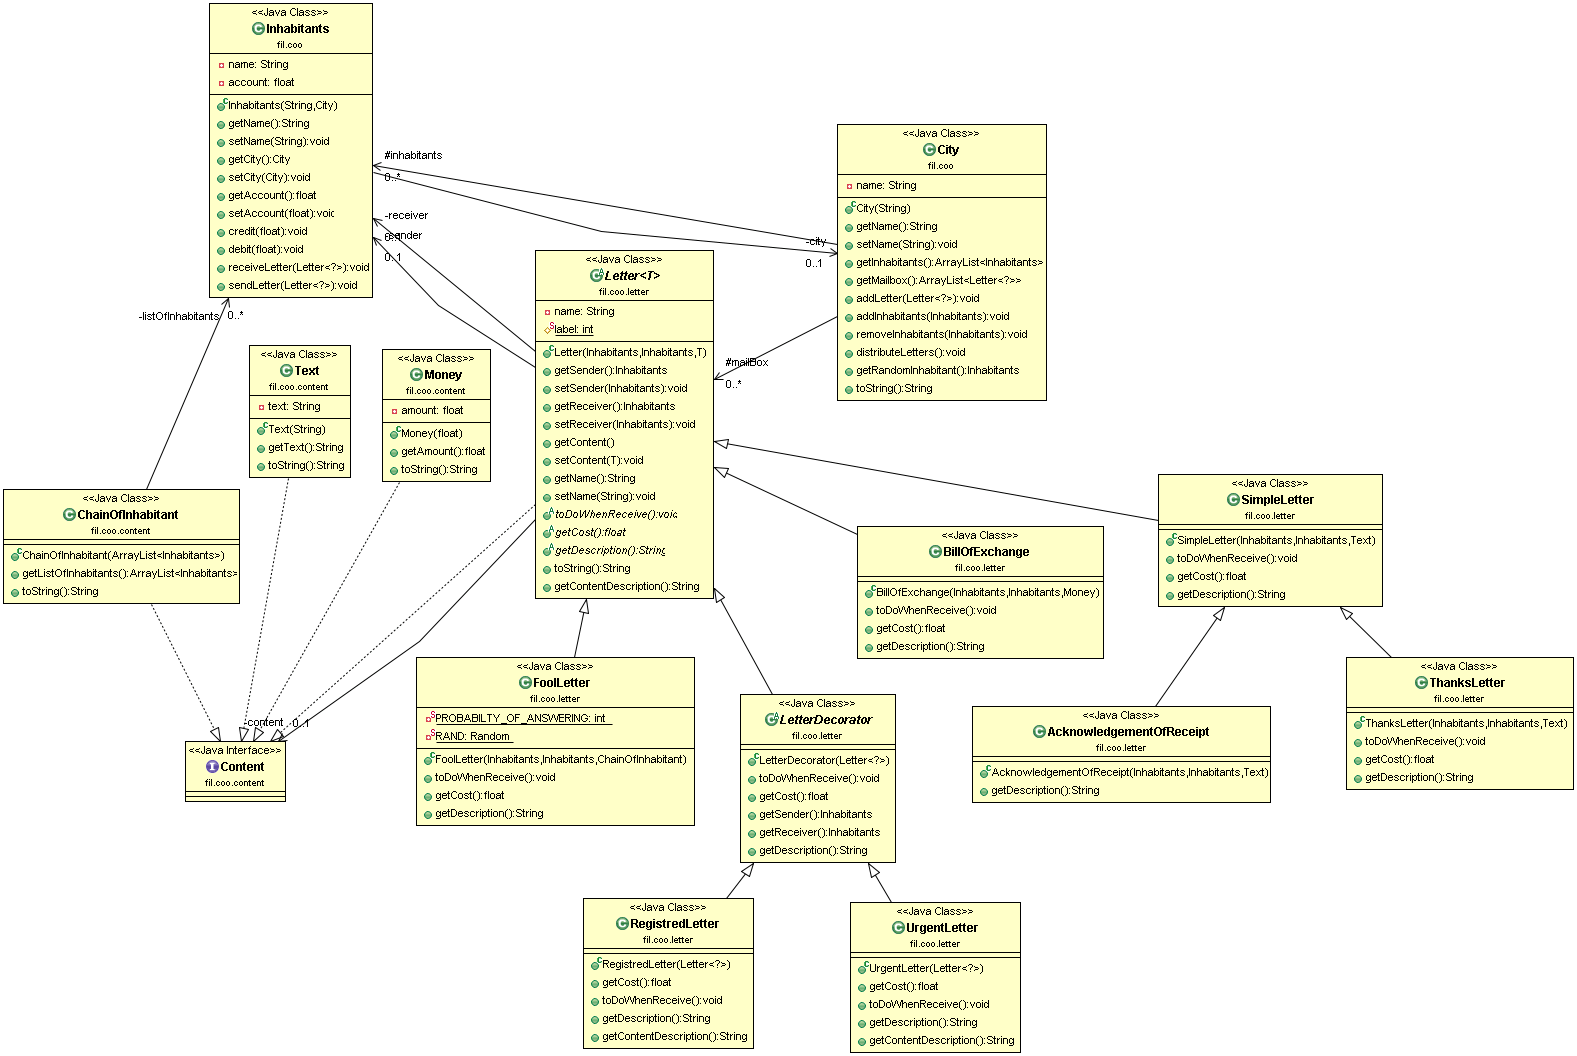 <<Java Class>>
Inhabitants
fil.coo
name: String
account: float
Inhabitants(String,City)
getName():String
setName(String):void
getCity():City
setCity(City):void
getAccount():float
setAccount(float):void
credit(float):void
debit(float):void
receiveLetter(Letter<?>):void
sendLetter(Letter<?>):void
#inhabitants
0..*
-receiver
0..1
-sender
0..1
-city
0..1
<<Java Class>>
City
fil.coo
name: String
City(String)
getName():String
setName(String):void
getInhabitants():ArrayList<Inhabitants>
getMailbox():ArrayList<Letter<?>>
addLetter(Letter<?>):void
addInhabitants(Inhabitants):void
removeInhabitants(Inhabitants):void
distributeLetters():void
getRandomInhabitant():Inhabitants
toString():String
#mailBox
0..*
<<Java Class>>
Letter<T>
fil.coo.letter
name: String
label: int
Letter(Inhabitants,Inhabitants,T)
getSender():Inhabitants
setSender(Inhabitants):void
getReceiver():Inhabitants
setReceiver(Inhabitants):void
getContent()
setContent(T):void
getName():String
setName(String):void
toDoWhenReceive():void
getCost():float
getDescription():String
toString():String
getContentDescription():String
-listOfInhabitants
0..*
<<Java Class>>
Text
fil.coo.content
text: String
Text(String)
getText():String
toString():String
<<Java Class>>
Money
fil.coo.content
amount: float
Money(float)
getAmount():float
toString():String
<<Java Class>>
ChainOfInhabitant
fil.coo.content
ChainOfInhabitant(ArrayList<Inhabitants>)
getListOfInhabitants():ArrayList<Inhabitants>
toString():String
-content
0..1
<<Java Interface>>
Content
fil.coo.content
<<Java Class>>
SimpleLetter
fil.coo.letter
SimpleLetter(Inhabitants,Inhabitants,Text)
toDoWhenReceive():void
getCost():float
getDescription():String
<<Java Class>>
BillOfExchange
fil.coo.letter
BillOfExchange(Inhabitants,Inhabitants,Money)
toDoWhenReceive():void
getCost():float
getDescription():String
<<Java Class>>
FoolLetter
fil.coo.letter
PROBABILTY_OF_ANSWERING: int
RAND: Random
FoolLetter(Inhabitants,Inhabitants,ChainOfInhabitant)
toDoWhenReceive():void
getCost():float
getDescription():String
<<Java Class>>
LetterDecorator
fil.coo.letter
LetterDecorator(Letter<?>)
toDoWhenReceive():void
getCost():float
getSender():Inhabitants
getReceiver():Inhabitants
getDescription():String
<<Java Class>>
AcknowledgementOfReceipt
fil.coo.letter
AcknowledgementOfReceipt(Inhabitants,Inhabitants,Text)
getDescription():String
<<Java Class>>
ThanksLetter
fil.coo.letter
ThanksLetter(Inhabitants,Inhabitants,Text)
toDoWhenReceive():void
getCost():float
getDescription():String
<<Java Class>>
RegistredLetter
fil.coo.letter
RegistredLetter(Letter<?>)
getCost():float
toDoWhenReceive():void
getDescription():String
getContentDescription():String
<<Java Class>>
UrgentLetter
fil.coo.letter
UrgentLetter(Letter<?>)
getCost():float
toDoWhenReceive():void
getDescription():String
getContentDescription():String